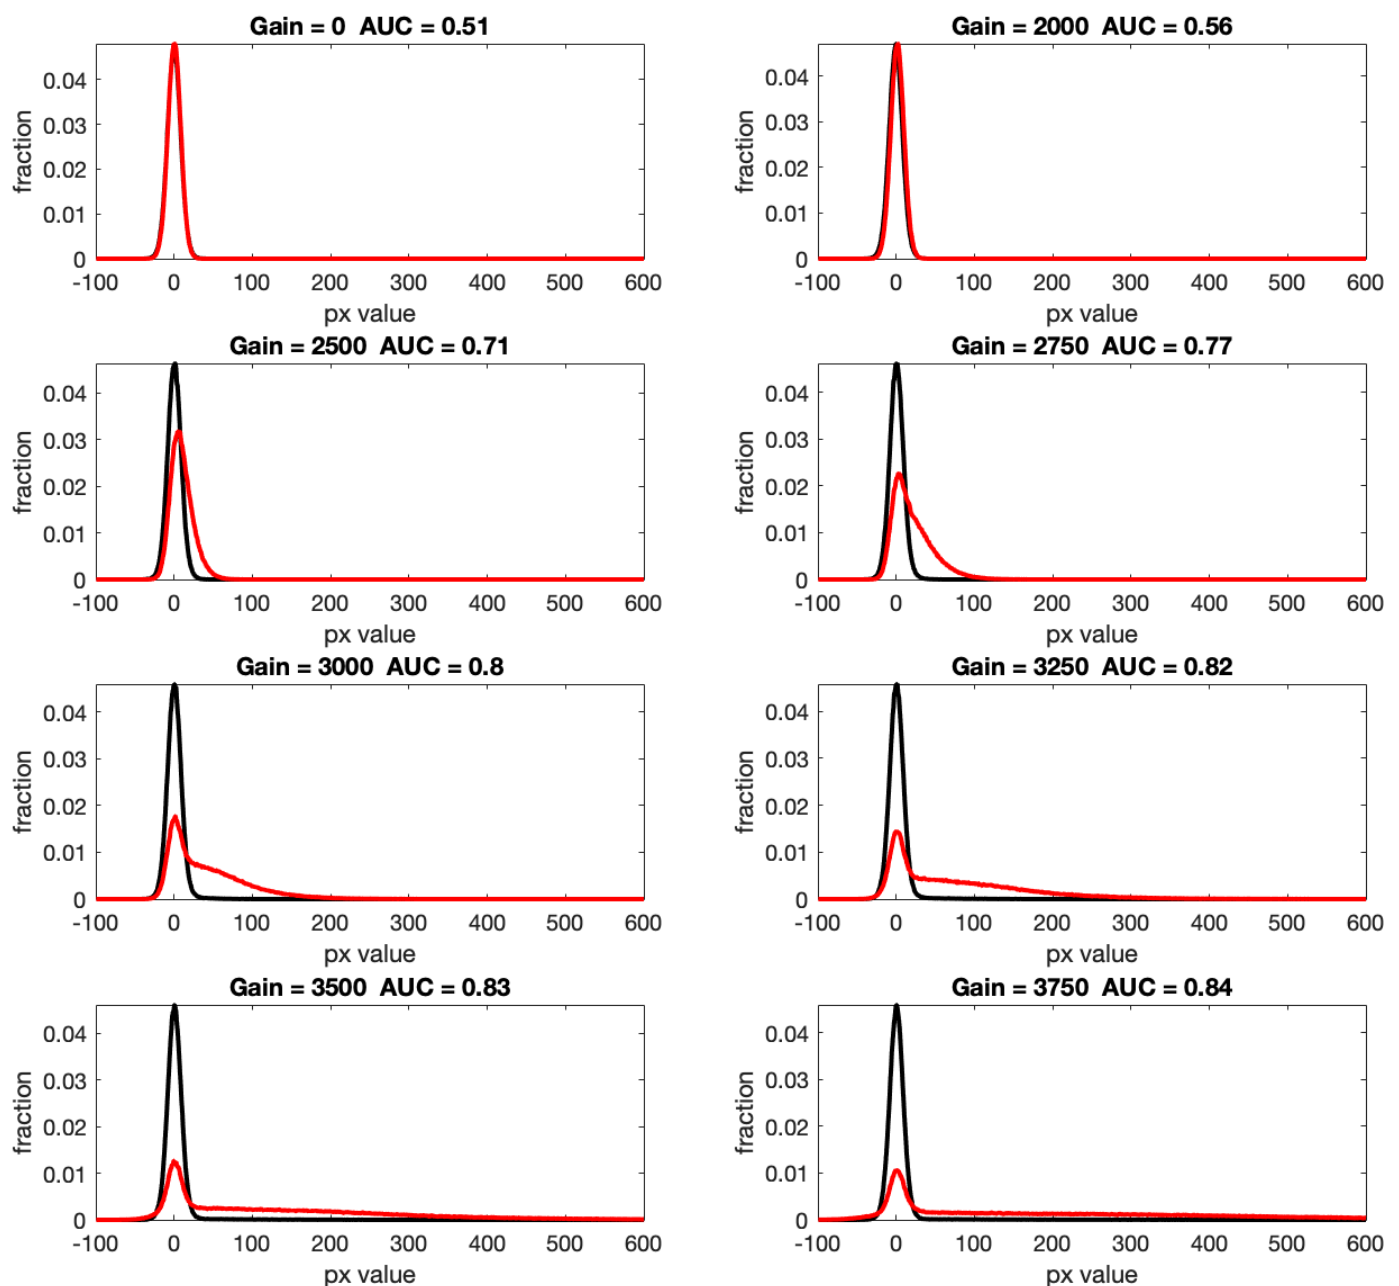 Gain = 0  AUC = 0.51
0.04
0.03
0.02
0.01
0
fraction
-100 0 100 200 300 400 500 600
px value
Gain = 2000  AUC = 0.56
0.04
0.03
0.02
0.01
0
fraction
-100 0 100 200 300 400 500 600
px value
Gain = 2500  AUC = 0.71
0.04
0.03
0.02
0.01
0
fraction
-100 0 100 200 300 400 500 600
px value
Gain = 2750  AUC = 0.77
0.04
0.03
0.02
0.01
0
fraction
-100 0 100 200 300 400 500 600
px value
Gain = 3000  AUC = 0.8
0.04
0.03
0.02
0.01
0
fraction
-100 0 100 200 300 400 500 600
px value
Gain = 3250  AUC = 0.82
0.04
0.03
0.02
0.01
0
fraction
-100 0 100 200 300 400 500 600
px value
Gain = 3500  AUC = 0.83
0.04
0.03
0.02
0.01
0
fraction
-100 0 100 200 300 400 500 600
px value
Gain = 3750  AUC = 0.84
0.04
0.03
0.02
0.01
0
fraction
-100 0 100 200 300 400 500 600
px value